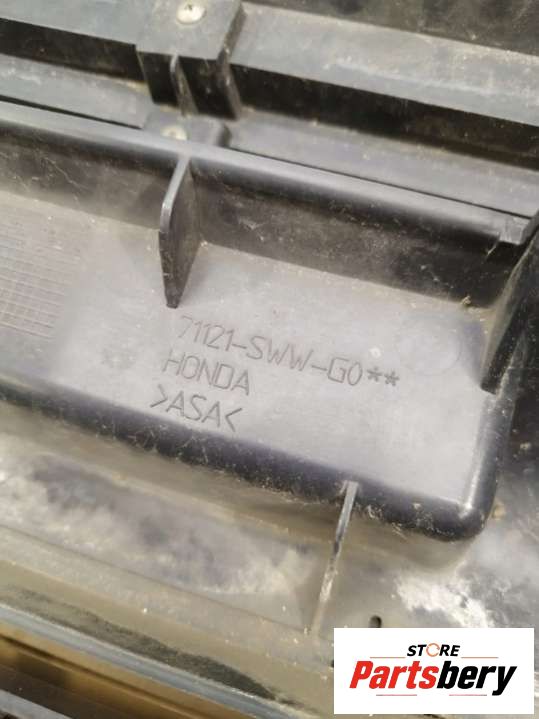 71121-SWW-G0**
HONDA
>ASA<
STORE
Partsbery